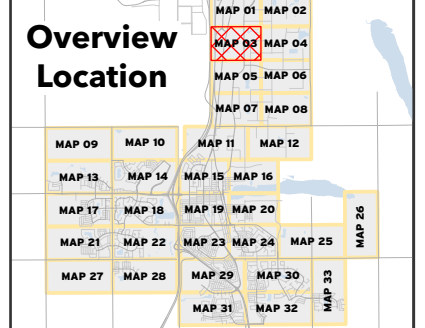 Overview
Location
MAP 01 MAP 02
MAP 03 MAP 04
MAP 05 MAP 06
MAP 07 MAP 08
MAP 09 MAP 10 MAP 11 MAP 12
MAP 13 MAP 14 MAP 15 MAP 16
MAP 17 MAP 18 MAP 19 MAP 20 MAP 26
MAP 21 MAP 22 MAP 23 MAP 24 MAP 25
MAP 27 MAP 28 MAP 29 MAP 30 MAP 33
MAP 31 MAP 32